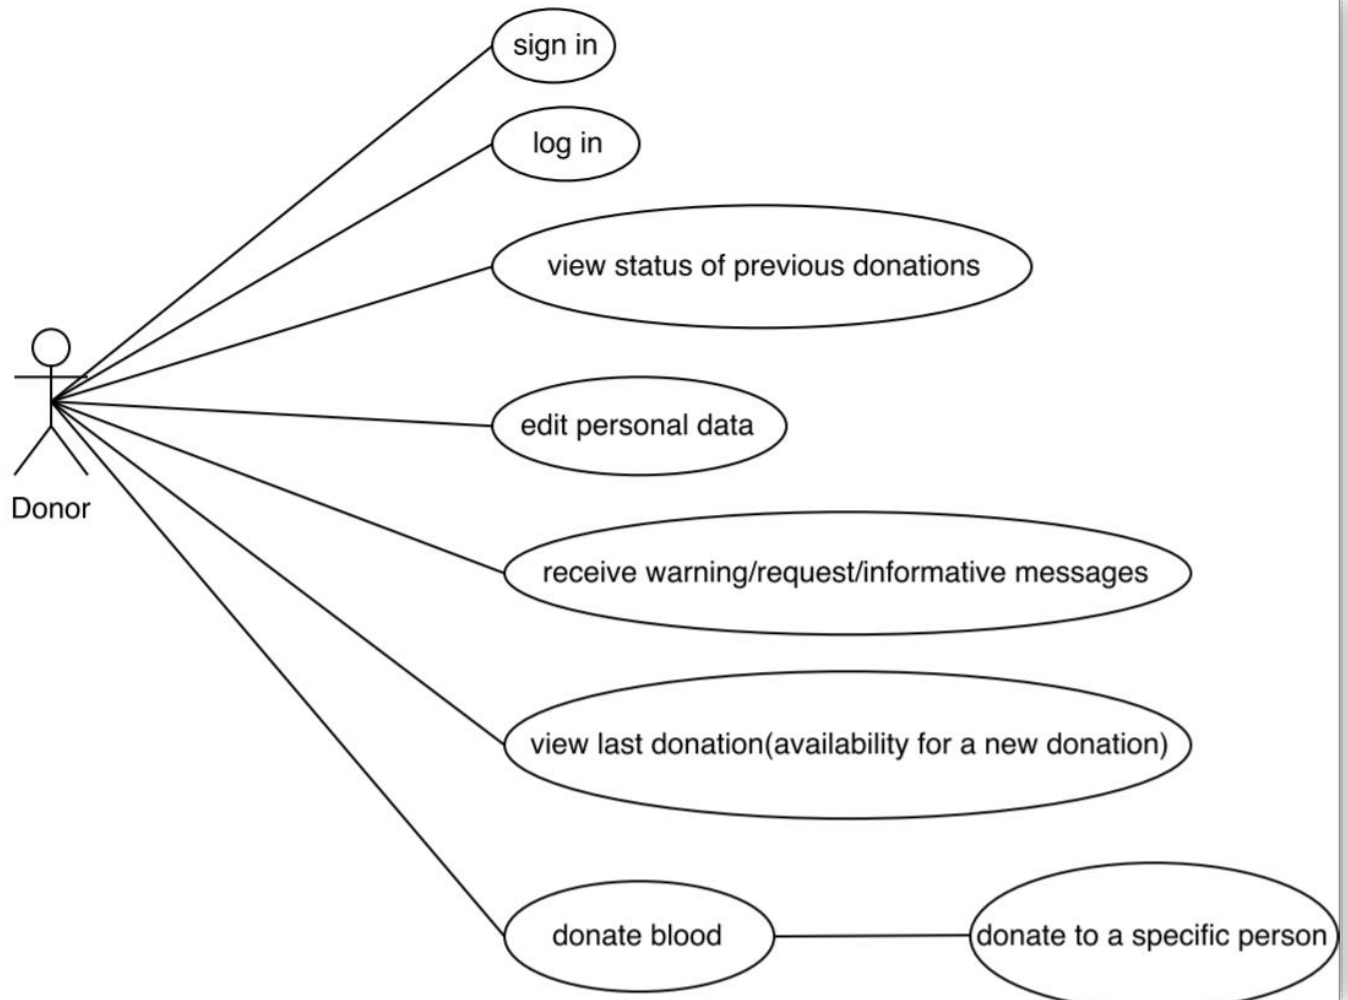 sign in
log in
view status of previous donations
edit personal data
Donor
receive warning/request/informative messages
view last donation(availability for a new donation)
donate blood
donate to a specific person